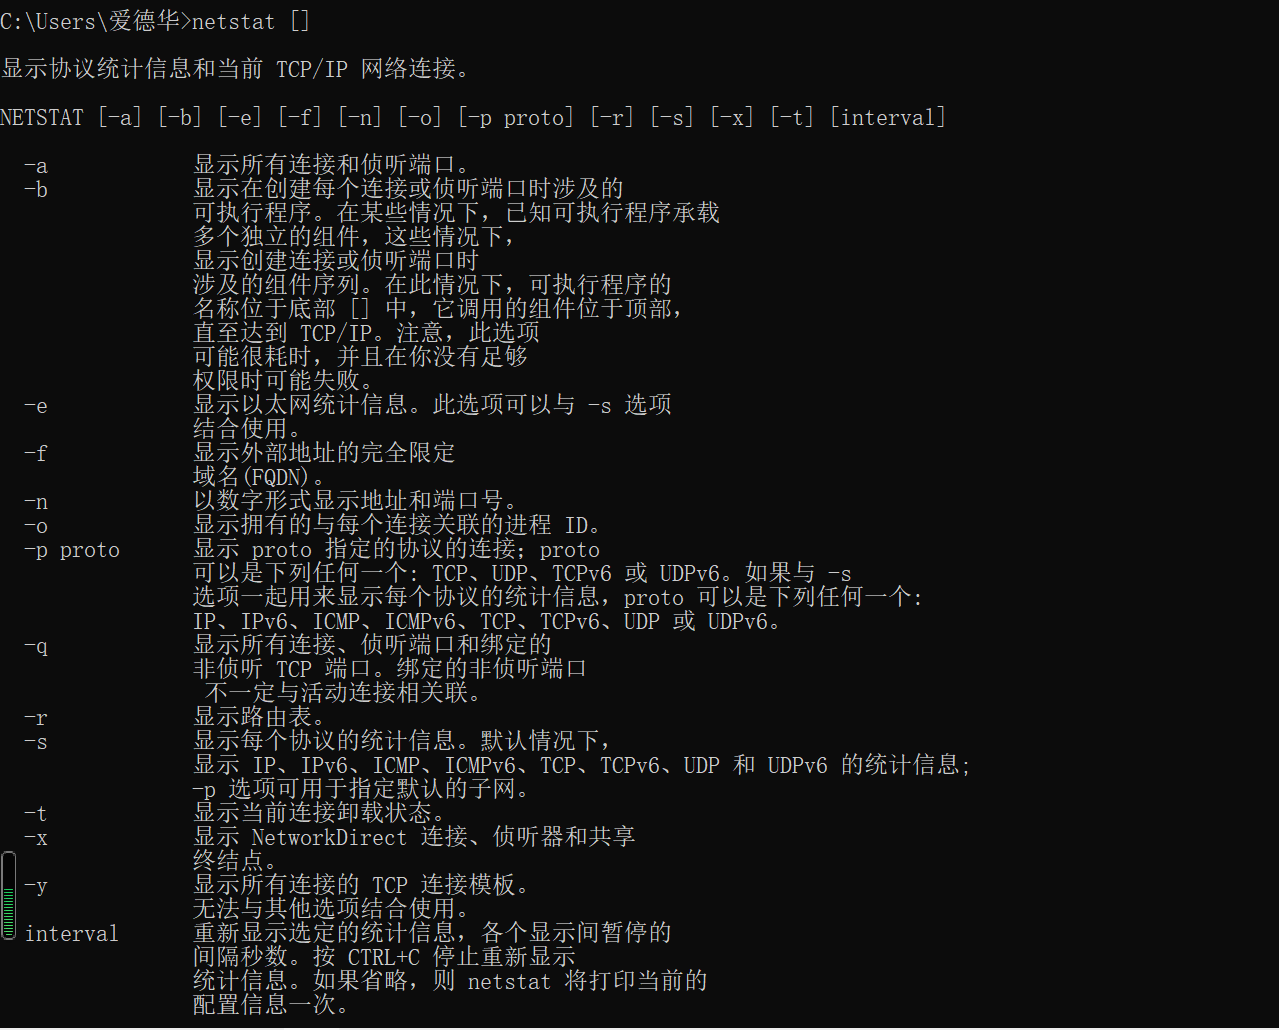 C:\Users\爱德华>netstat []
显示协议统计信息和当前 TCP/IP 网络连接。
NETSTAT [-a] [-b] [-e] [-f] [-n] [-o] [-p proto] [-r] [-s] [-x] [-t] [interval]
-a 显示所有连接和侦听端口。
-b 显示在创建每个连接或侦听端口时涉及的
可执行程序。在某些情况下，已知可执行程序承载
多个独立的组件，这些情况下，
显示创建连接或侦听端口时
涉及的组件序列。在此情况下，可执行程序的
名称位于底部 [] 中，它调用的组件位于顶部，
直至达到 TCP/IP。注意，此选项
可能很耗时，并且在你没有足够
权限时可能失败。
-e 显示以太网统计信息。此选项可以与 -s 选项
结合使用。
-f 显示外部地址的完全限定
域名(FQDN)。
-n 以数字形式显示地址和端口号。
-o 显示拥有的与每个连接关联的进程 ID。
-p proto 显示 proto 指定的协议的连接；proto
可以是下列任何一个: TCP、UDP、TCPv6 或 UDPv6。如果与 -s
选项一起用来显示每个协议的统计信息，proto 可以是下列任何一个:
IP、IPv6、ICMP、ICMPv6、TCP、TCPv6、UDP 或 UDPv6。
-q 显示所有连接、侦听端口和绑定的
非侦听 TCP 端口。绑定的非侦听端口
不一定与活动连接相关联。
-r 显示路由表。
-s 显示每个协议的统计信息。默认情况下，
显示 IP、IPv6、ICMP、ICMPv6、TCP、TCPv6、UDP 和 UDPv6 的统计信息;
-p 选项可用于指定默认的子网。
-t 显示当前连接卸载状态。
-x 显示 NetworkDirect 连接、侦听器和共享
终结点。
-y 显示所有连接的 TCP 连接模板。
无法与其他选项结合使用。
interval 重新显示选定的统计信息，各个显示间暂停的
间隔秒数。按 CTRL+C 停止重新显示
统计信息。如果省略，则 netstat 将打印当前的
配置信息一次。